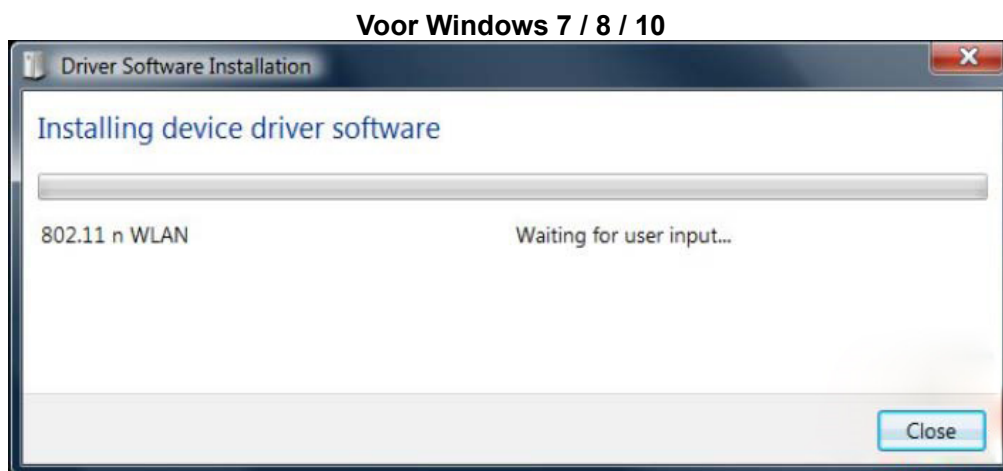 Voor Windows 7 / 8 / 10
Driver Software Installation
Installing device driver software
802.11 n WLAN Waiting for user input...
Close